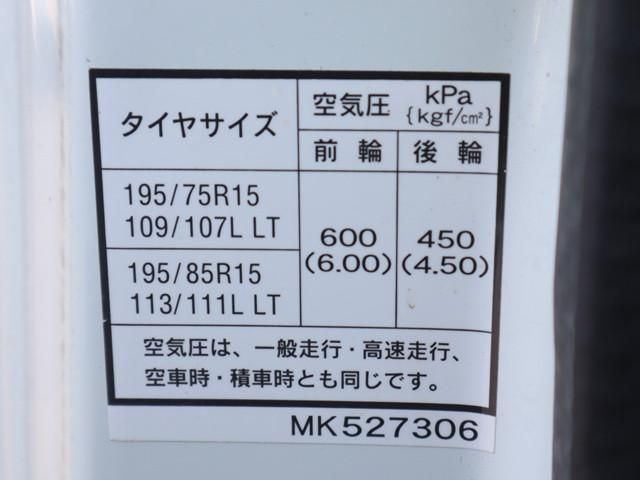 タイヤサイズ
空気圧 kPa
{kgf/cm²}
前輪 後輪
195/75R15
109/107L LT
600
(6.00)
450
(4.50)
195/85R15
113/111L LT
空気圧は、一般走行・高速走行、
空車時・積車時とも同じです。
MK527306